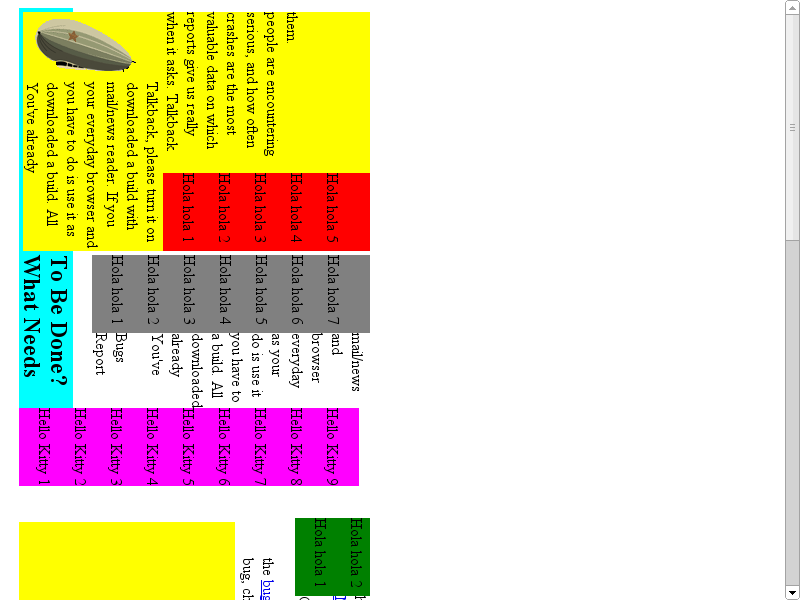 You've already
downloaded a build. All
you have to do is use it as
your everyday browser and
mail/news reader. If you
downloaded a build with
Talkback, please turn it on
when it asks. Talkback
reports give us really
valuable data on which
crashes are the most
serious, and how often
people are encountering
them.
Hola hola 1
Hola hola 2
Hola hola 3
Hola hola 4
Hola hola 5
What Needs
To Be Done?
Hola hola 1
Hola hola 2
Hola hola 3
Hola hola 4
Hola hola 5
Hola hola 6
Hola hola 7
Report
Bugs
You've
already
downloaded
a build. All
you have to
do is use it
as your
everyday
browser
and
mail/news
Hello Kitty 1
Hello Kitty 2
Hello Kitty 3
Hello Kitty 4
Hello Kitty 5
Hello Kitty 6
Hello Kitty 7
Hello Kitty 8
Hello Kitty 9
bug, ch
the bug
Hola hola 1
Hola hola 2